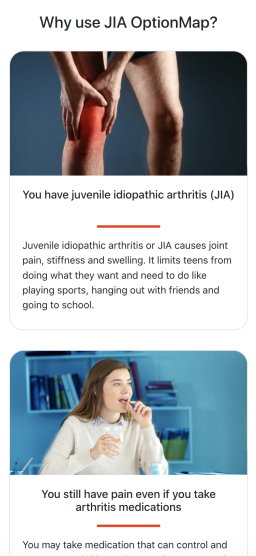 Why use JIA OptionMap?
You have juvenile idiopathic arthritis (JIA)
Juvenile idiopathic arthritis or JIA causes joint
pain, stiffness and swelling. It limits teens from
doing what they want and need to do like
playing sports, hanging out with friends and
going to school.
You still have pain even if you take
arthritis medications
You may take medication that can control and